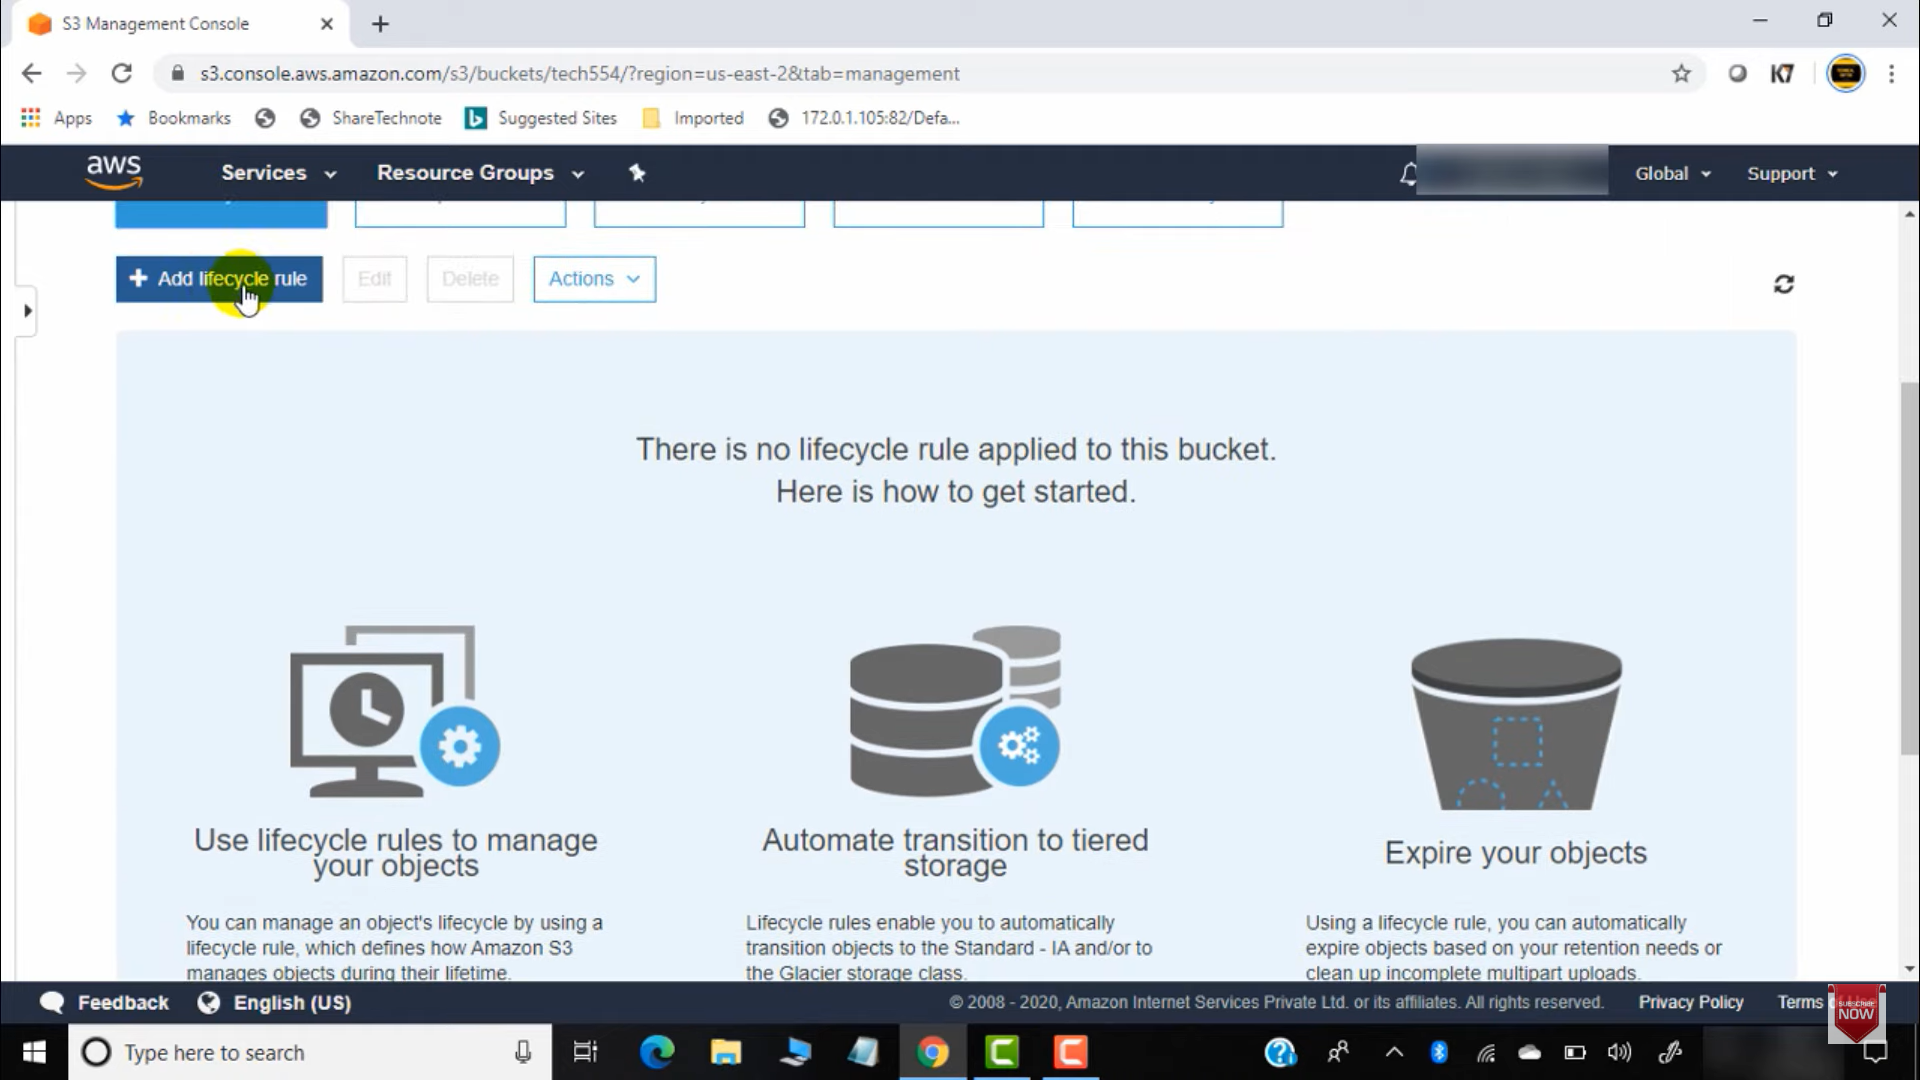 S3 Management Console
s3.console.aws.amazon.com/s3/buckets/tech554/?region=us-east-2&tab=management
K7
Apps
Bookmarks
ShareTechnote
Suggested Sites
Imported
172.0.1.105:82/Defa...
aws
Services
Resource Groups
Global
Support
+ Add lifecycle rule
Edit
Delete
Actions
There is no lifecycle rule applied to this bucket.
Here is how to get started.
Use lifecycle rules to manage
your objects
You can manage an object's lifecycle by using a
lifecycle rule, which defines how Amazon S3
manages objects during their lifetime.
Automate transition to tiered
storage
Lifecycle rules enable you to automatically
transition objects to the Standard - IA and/or to
the Glacier storage class.
Expire your objects
Using a lifecycle rule, you can automatically
expire objects based on your retention needs or
clean up incomplete multipart uploads.
Feedback
English (US)
© 2008 - 2020, Amazon Internet Services Private Ltd. or its affiliates. All rights reserved.
Privacy Policy
Terms
SUBSCRIBE
NOW
Type here to search